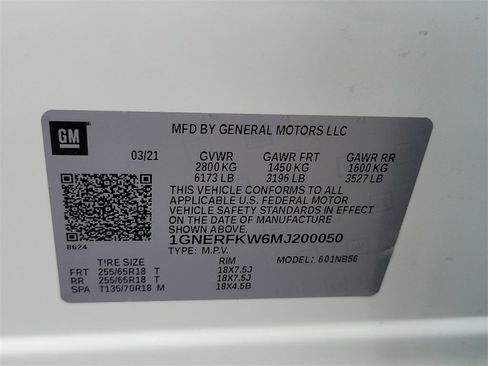 GM
MFD BY GENERAL MOTORS LLC
03/21 GVWR GAWR FRT GAWR RR
2800 KG 1450 KG 1600 KG
6173 LB 3196 LB 3527 LB
THIS VEHICLE CONFORMS TO ALL
APPLICABLE U.S. FEDERAL MOTOR
VEHICLE SAFETY STANDARDS IN EFFECT
ON THE DATE OF MANUFACTURE
SHOWN ABOVE.
1GNERFKW6MJ200050
8624 TYPE: M.P.V. MODEL: 601NB56
TIRE SIZE RIM
FRT 255/65R18 T 18X7.5J
RR 255/65R18 T 18X7.5J
SPA T135/70R18 M 18X4.5B